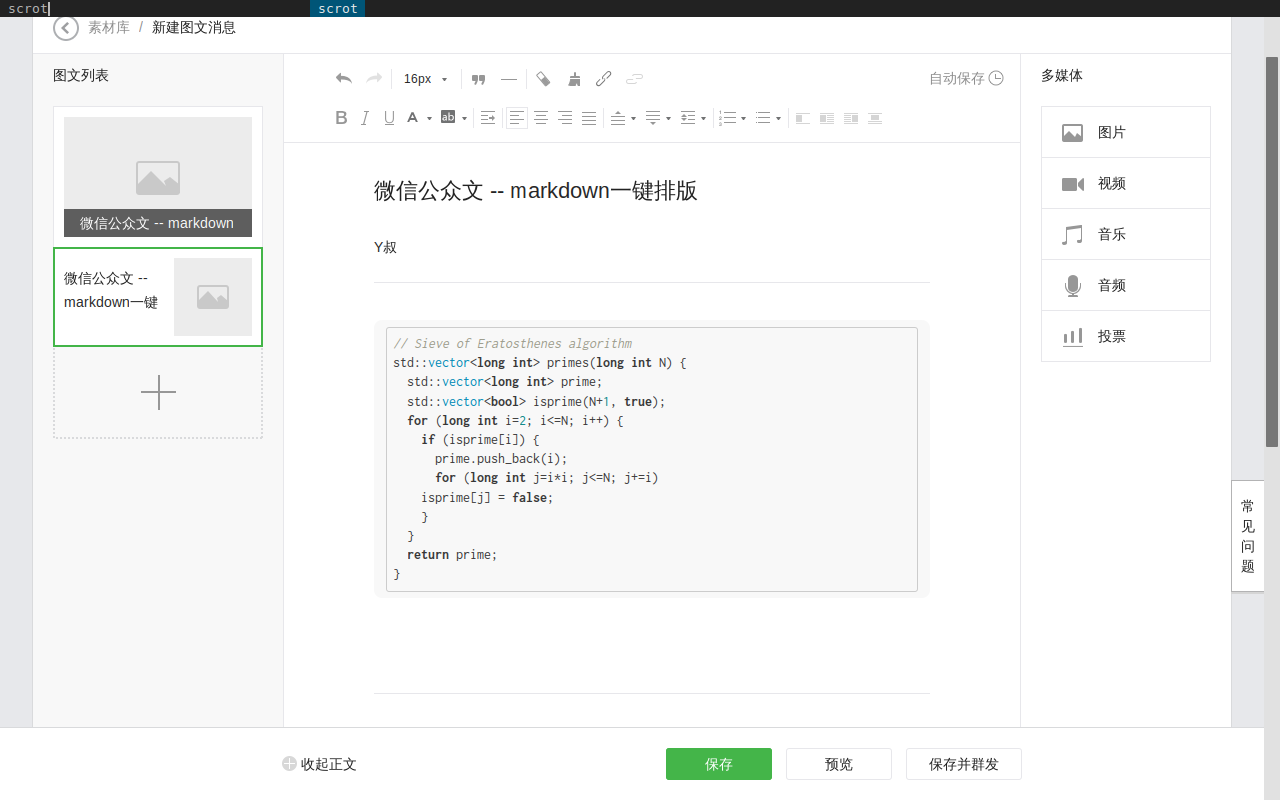 scrot scrot
素材库 / 新建图文消息
图文列表
微信公众文 -- markdown
微信公众文 --
markdown一键
16px
自动保存
B I U A ab
微信公众文 -- markdown一键排版
Y叔
// Sieve of Eratosthenes algorithm
std::vector<long int> primes(long int N) {
  std::vector<long int> prime;
  std::vector<bool> isprime(N+1, true);
  for (long int i=2; i<=N; i++) {
    if (isprime[i]) {
      prime.push_back(i);
      for (long int j=i*i; j<=N; j+=i)
    isprime[j] = false;
    }
  }
  return prime;
}
多媒体
图片
视频
音乐
音频
投票
常
见
问
题
收起正文
保存
预览
保存并群发